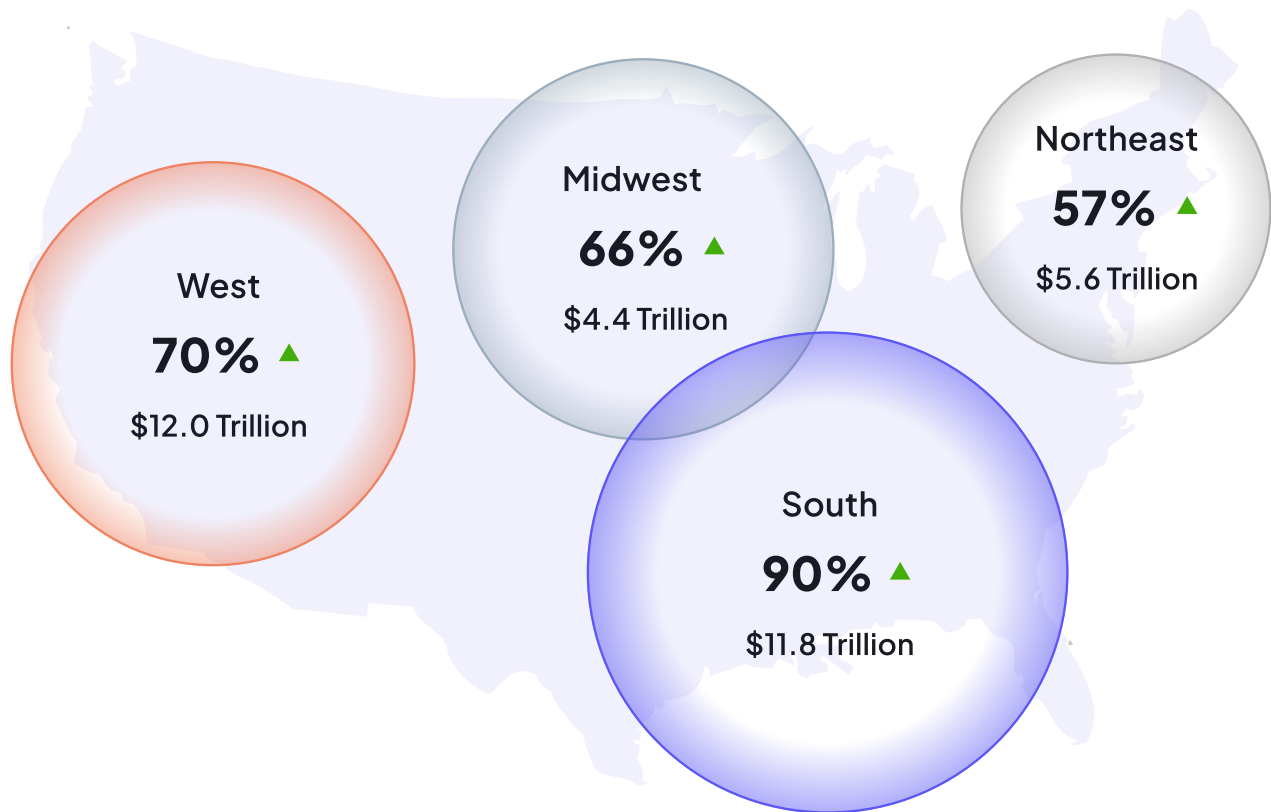 Northeast
57%
$5.6 Trillion
Midwest
66%
$4.4 Trillion
West
70%
$12.0 Trillion
South
90%
$11.8 Trillion